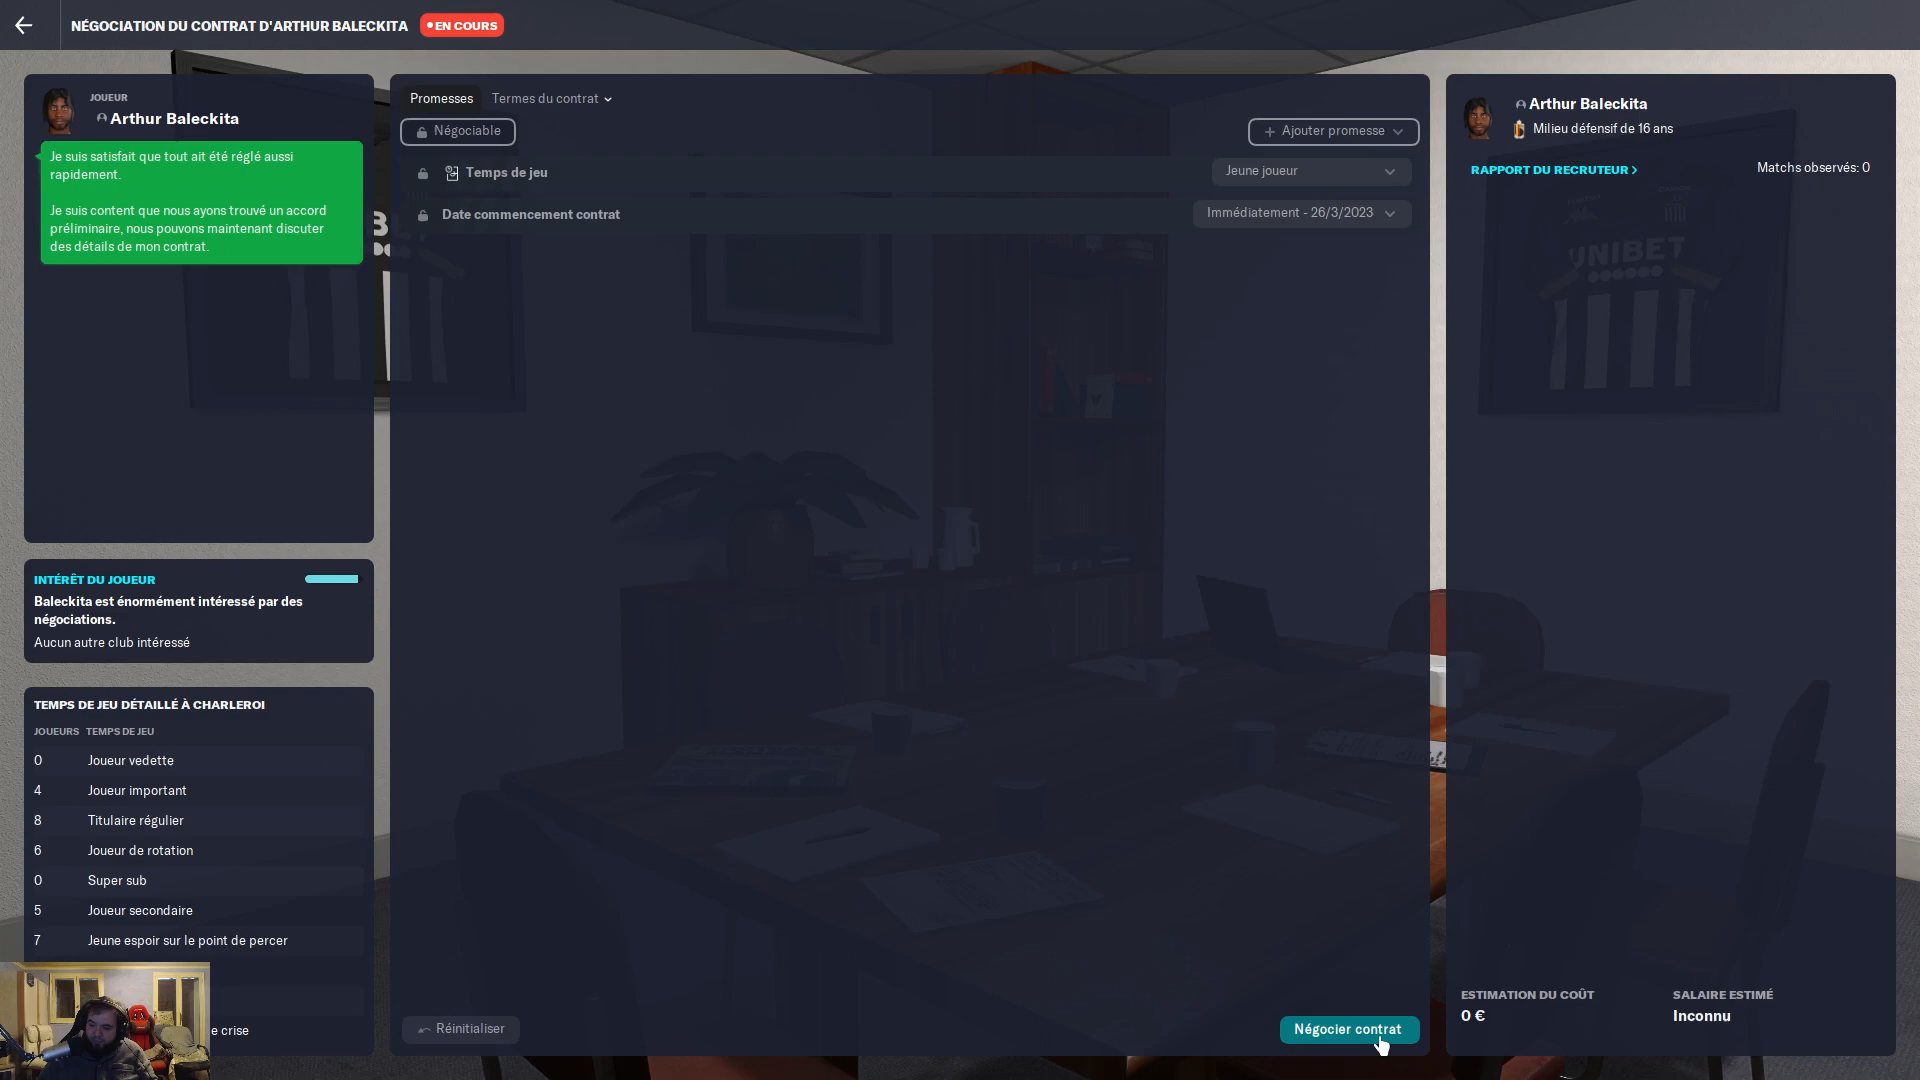 NÉGOCIATION DU CONTRAT D'ARTHUR BALECKITA
EN COURS
JOUEUR
Arthur Baleckita
Je suis satisfait que tout ait été réglé aussi
rapidement.
Je suis content que nous ayons trouvé un accord
préliminaire, nous pouvons maintenant discuter
des détails de mon contrat.
INTÉRÊT DU JOUEUR
Baleckita est énormément intéressé par des
négociations.
Aucun autre club intéressé
TEMPS DE JEU DÉTAILLÉ À CHARLEROI
JOUEURS TEMPS DE JEU
0 Joueur vedette
4 Joueur important
8 Titulaire régulier
6 Joueur de rotation
0 Super sub
5 Joueur secondaire
7 Jeune espoir sur le point de percer
e crise
Promesses Termes du contrat
Négociable
Ajouter promesse
Temps de jeu
Jeune joueur
Date commencement contrat
Immédiatement - 26/3/2023
Réinitialiser
Négocier contrat
Arthur Baleckita
Milieu défensif de 16 ans
RAPPORT DU RECRUTEUR >
Matchs observés: 0
UNIBET
ESTIMATION DU COÛT
0 €
SALAIRE ESTIMÉ
Inconnu